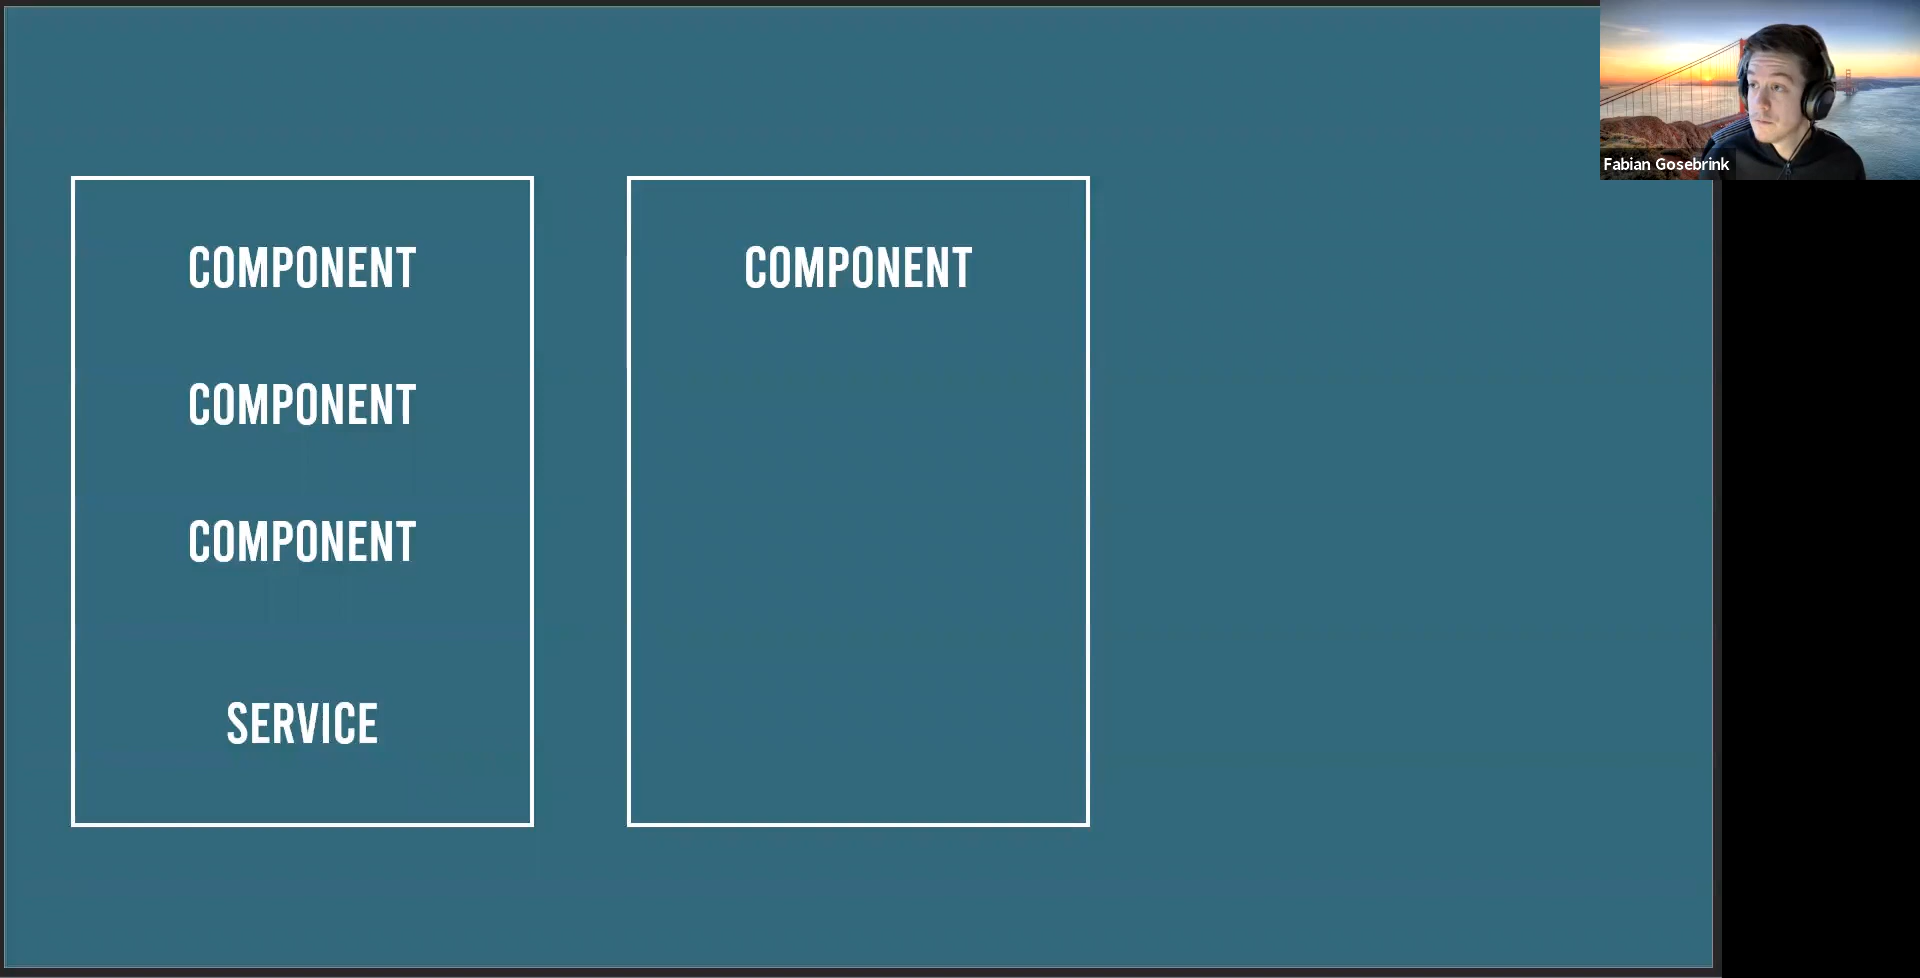 COMPONENT
COMPONENT
COMPONENT
SERVICE
COMPONENT
Fabian Gosebrink